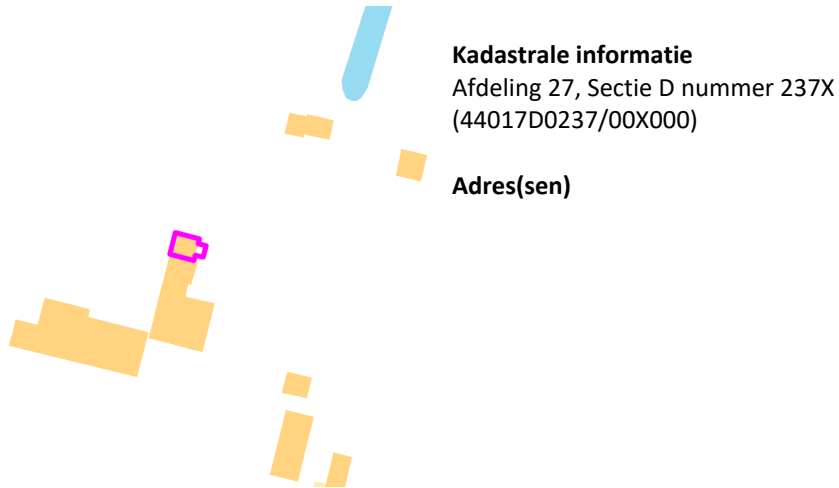 Kadastrale informatie
Afdeling 27, Sectie D nummer 237X
(44017D0237/00X000)
Adres(sen)